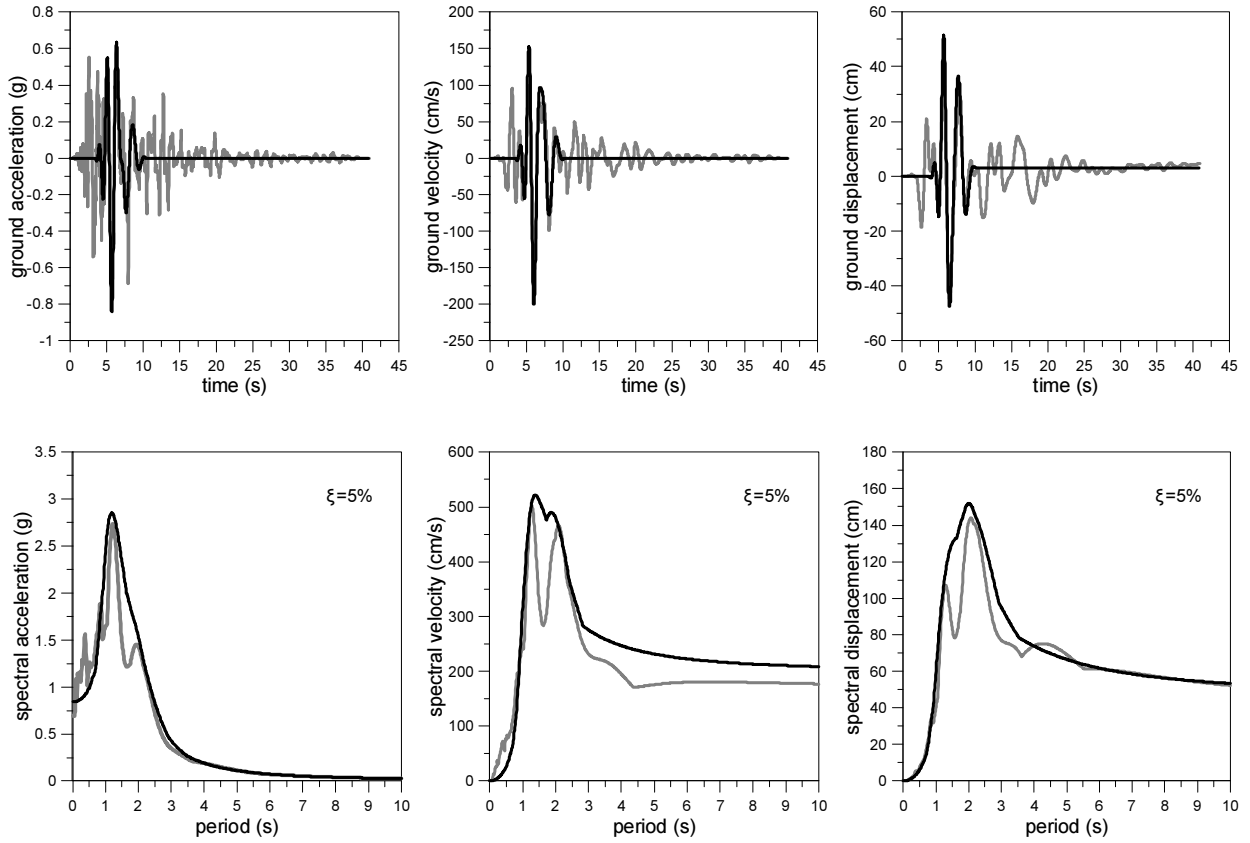 0.8
0.6
0.4
0.2
0
-0.2
-0.4
-0.6
-0.8
-1
ground acceleration (g)
0 5 10 15 20 25 30 35 40 45
time (s)
200
150
100
50
0
-50
-100
-150
-200
-250
ground velocity (cm/s)
0 5 10 15 20 25 30 35 40 45
time (s)
60
40
20
0
-20
-40
-60
ground displacement (cm)
0 5 10 15 20 25 30 35 40 45
time (s)
3.5
3
2.5
2
1.5
1
0.5
0
spectral acceleration (g)
ξ=5%
0 1 2 3 4 5 6 7 8 9 10
period (s)
600
500
400
300
200
100
0
spectral velocity (cm/s)
ξ=5%
0 1 2 3 4 5 6 7 8 9 10
period (s)
180
160
140
120
100
80
60
40
20
0
spectral displacement (cm)
ξ=5%
0 1 2 3 4 5 6 7 8 9 10
period (s)